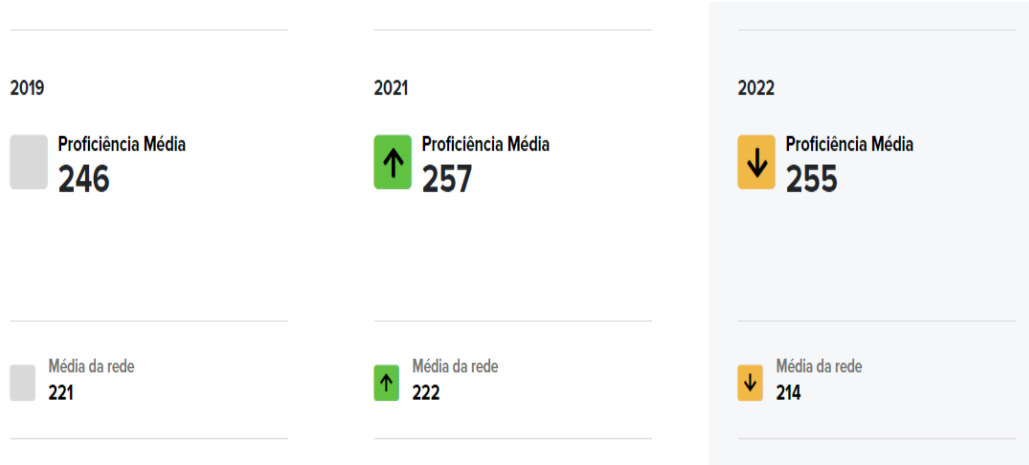 2019
Proficiência Média
246
Média da rede
221
2021
Proficiência Média
257
Média da rede
222
2022
Proficiência Média
255
Média da rede
214